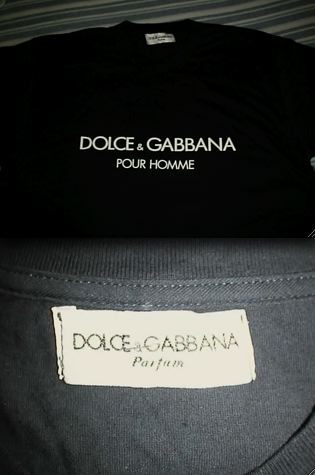 DOLCE & GABBANA
POUR HOMME
DOLCE & GABBANA
Parfum